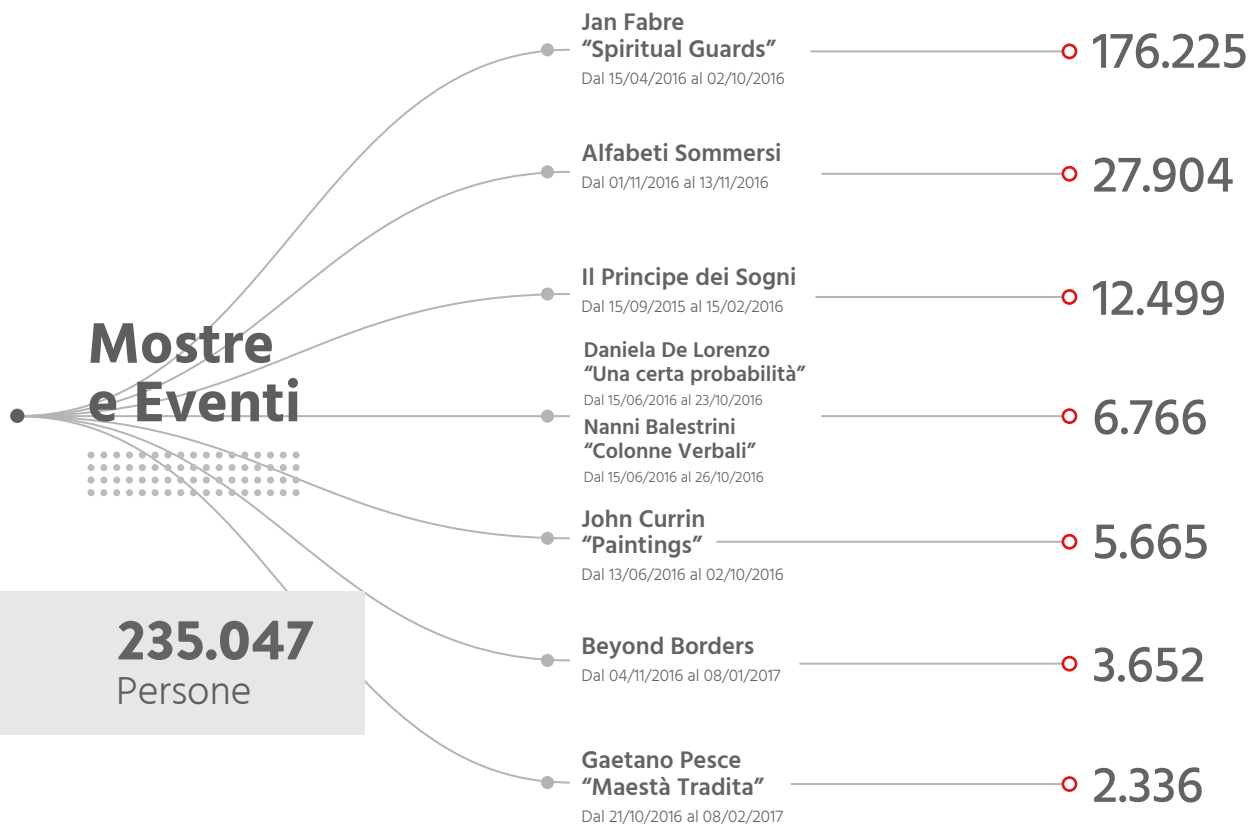 Mostre
e Eventi
235.047
Persone
Jan Fabre
“Spiritual Guards”
Dal 15/04/2016 al 02/10/2016
176.225
Alfabeti Sommersi
Dal 01/11/2016 al 13/11/2016
27.904
Il Principe dei Sogni
Dal 15/09/2015 al 15/02/2016
12.499
Daniela De Lorenzo
“Una certa probabilità”
Dal 15/06/2016 al 23/10/2016
Nanni Balestrini
“Colonne Verbali”
Dal 15/06/2016 al 26/10/2016
6.766
John Currin
“Paintings”
Dal 13/06/2016 al 02/10/2016
5.665
Beyond Borders
Dal 04/11/2016 al 08/01/2017
3.652
Gaetano Pesce
“Maestà Tradita”
Dal 21/10/2016 al 08/02/2017
2.336